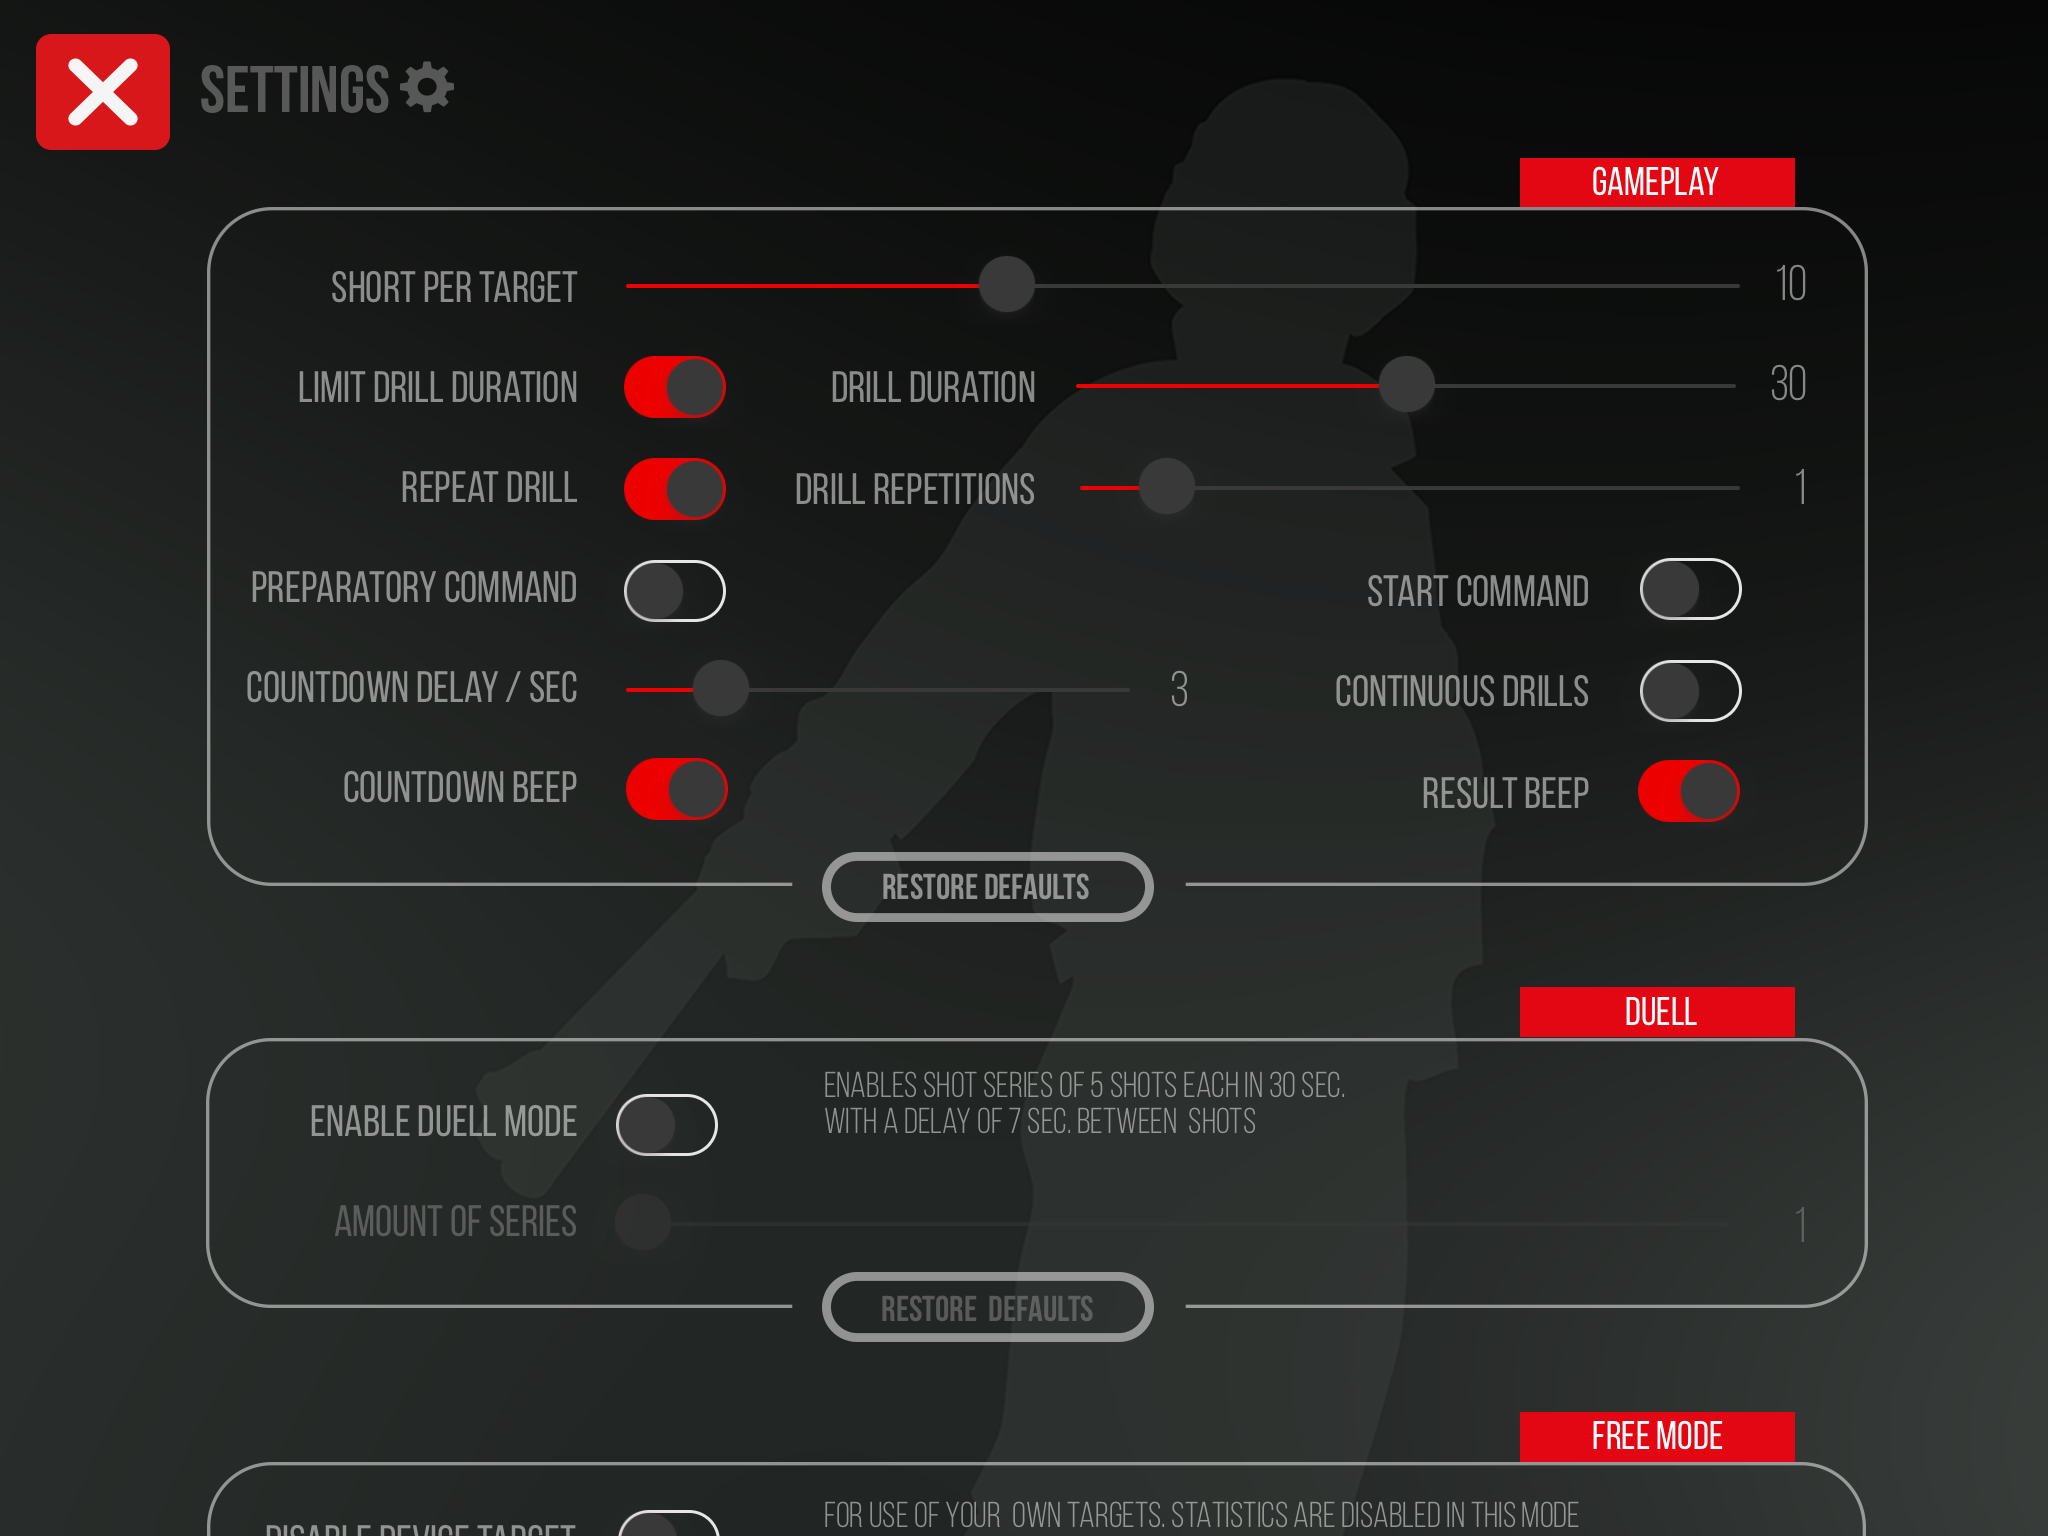 SETTINGS
GAMEPLAY
SHORT PER TARGET 10
LIMIT DRILL DURATION DRILL DURATION 30
REPEAT DRILL DRILL REPETITIONS 1
PREPARATORY COMMAND START COMMAND
COUNTDOWN DELAY / SEC 3 CONTINUOUS DRILLS
COUNTDOWN BEEP RESULT BEEP
RESTORE DEFAULTS
DUELL
ENABLES SHOT SERIES OF 5 SHOTS EACH IN 30 SEC.
ENABLE DUELL MODE WITH A DELAY OF 7 SEC. BETWEEN SHOTS
AMOUNT OF SERIES 1
RESTORE DEFAULTS
FREE MODE
FOR USE OF YOUR OWN TARGETS. STATISTICS ARE DISABLED IN THIS MODE
DISABLE DEVICE TARGET